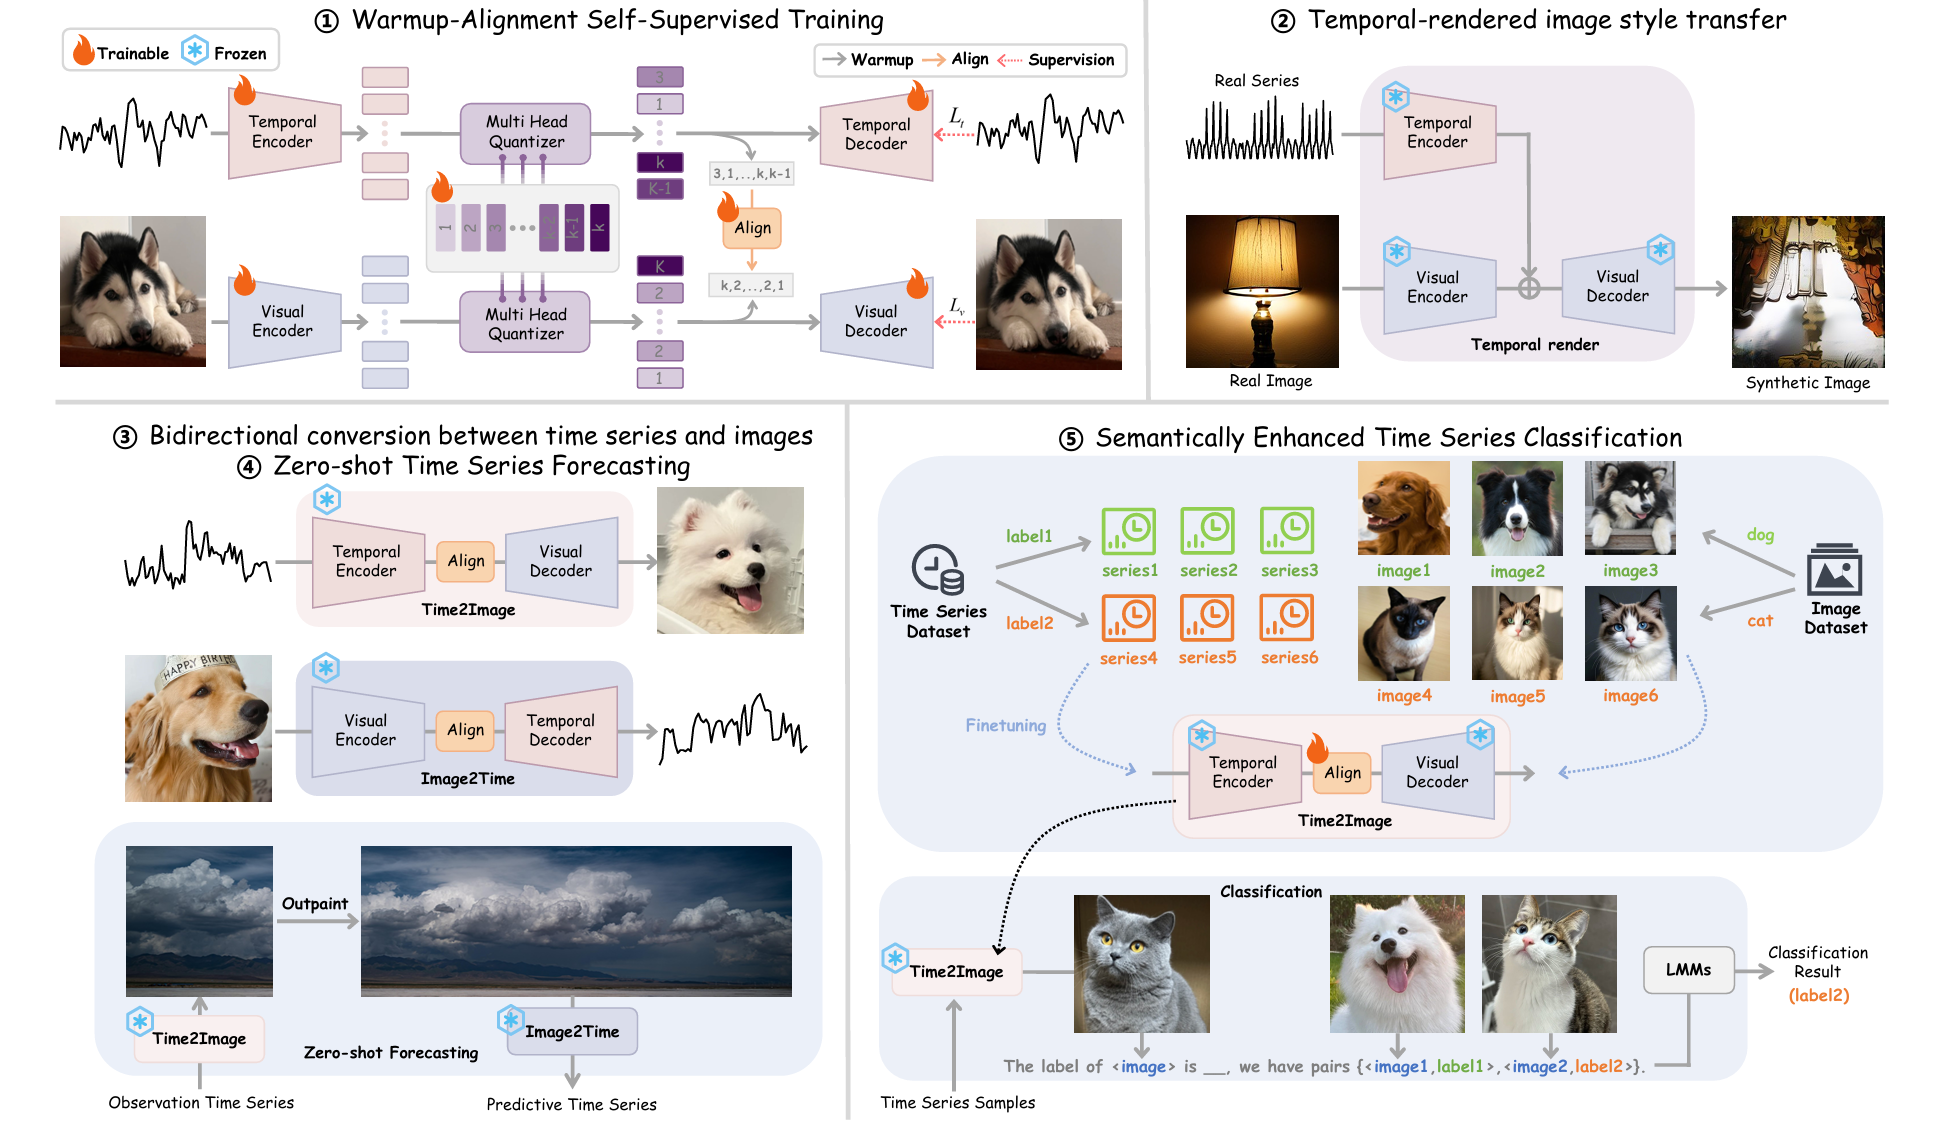 ① Warmup-Alignment Self-Supervised Training
Trainable Frozen
Warmup Align Supervision
Temporal Encoder
Multi Head Quantizer
3
1
k
K-1
Temporal Decoder
Lt
3,1,..,k,k-1
1 2 3 ... k-2 k-1 k
Align
k,2,..,2,1
Visual Encoder
Multi Head Quantizer
K
2
2
1
Visual Decoder
Lv
② Temporal-rendered image style transfer
Real Series
Temporal Encoder
Visual Encoder
Visual Decoder
Temporal render
Real Image
Synthetic Image
③ Bidirectional conversion between time series and images
④ Zero-shot Time Series Forecasting
Temporal Encoder
Align
Visual Decoder
Time2Image
HAPPY BIRT
Visual Encoder
Align
Temporal Decoder
Image2Time
Outpaint
Time2Image
Image2Time
Zero-shot Forecasting
Observation Time Series
Predictive Time Series
⑤ Semantically Enhanced Time Series Classification
Time Series Dataset
label1
label2
series1 series2 series3
series4 series5 series6
image1 image2 image3
image4 image5 image6
dog
cat
Image Dataset
Finetuning
Temporal Encoder
Align
Visual Decoder
Time2Image
Classification
Time2Image
LMMs
Classification Result
(label2)
The label of <image> is __, we have pairs {<image1,label1>,<image2,label2>}.
Time Series Samples